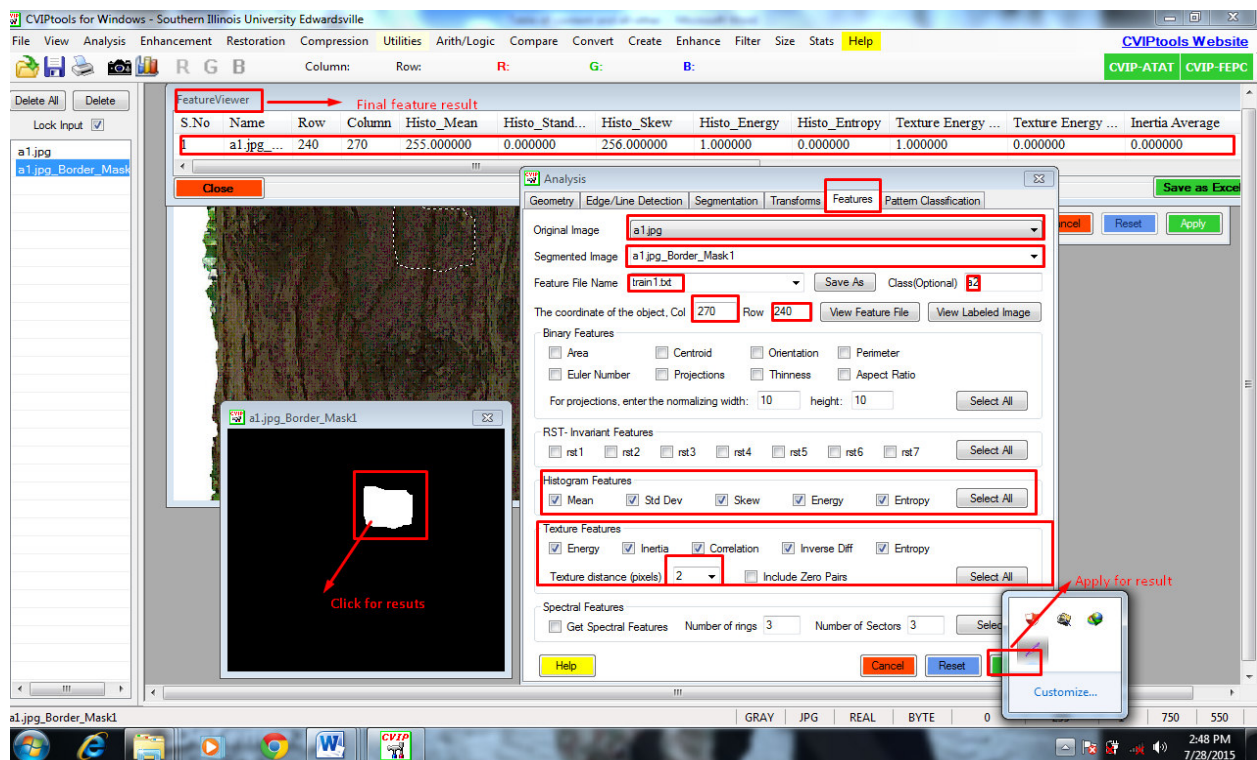 CVIPtools for Windows - Southern Illinois University Edwardsville
File View Analysis Enhancement Restoration Compression Utilities Arith/Logic Compare Convert Create Enhance Filter Size Stats Help CVIPtools Website
R G B Column: Row: R: G: B: CVIP-ATAT CVIP-FEPC
Delete All Delete
Lock Input
a1.jpg
a1.jpg_Border_Mask
FeatureViewer Final feature result
S.No Name Row Column Histo_Mean Histo_Stand... Histo_Skew Histo_Energy Histo_Entropy Texture Energy ... Texture Energy ... Inertia Average
1 a1.jpg_... 240 270 255.000000 0.000000 256.000000 1.000000 0.000000 1.000000 0.000000 0.000000
Close Save as Excel
Reset Apply
Analysis
Geometry Edge/Line Detection Segmentation Transforms Features Pattern Classification
Original Image a1.jpg
Segmented Image a1.jpg_Border_Mask1
Feature File Name train1.txt Save As Class(Optional) a2
The coordinate of the object, Col 270 Row 240 View Feature File View Labeled Image
Binary Features
Area Centroid Orientation Perimeter
Euler Number Projections Thinness Aspect Ratio
For projections, enter the normalizing width: 10 height: 10 Select All
RST- Invariant Features
rst1 rst2 rst3 rst4 rst5 rst6 rst7 Select All
Histogram Features
Mean Std Dev Skew Energy Entropy Select All
Texture Features
Energy Inertia Correlation Inverse Diff Entropy
Texture distance (pixels) 2 Include Zero Pairs Select All
Spectral Features
Get Spectral Features Number of rings 3 Number of Sectors 3 Selec
Help Cancel Reset
a1.jpg_Border_Mask1
Click for resuts
Apply for result
Customize...
a1.jpg_Border_Mask1 GRAY JPG REAL BYTE 0 750 550
2:48 PM
7/28/2015